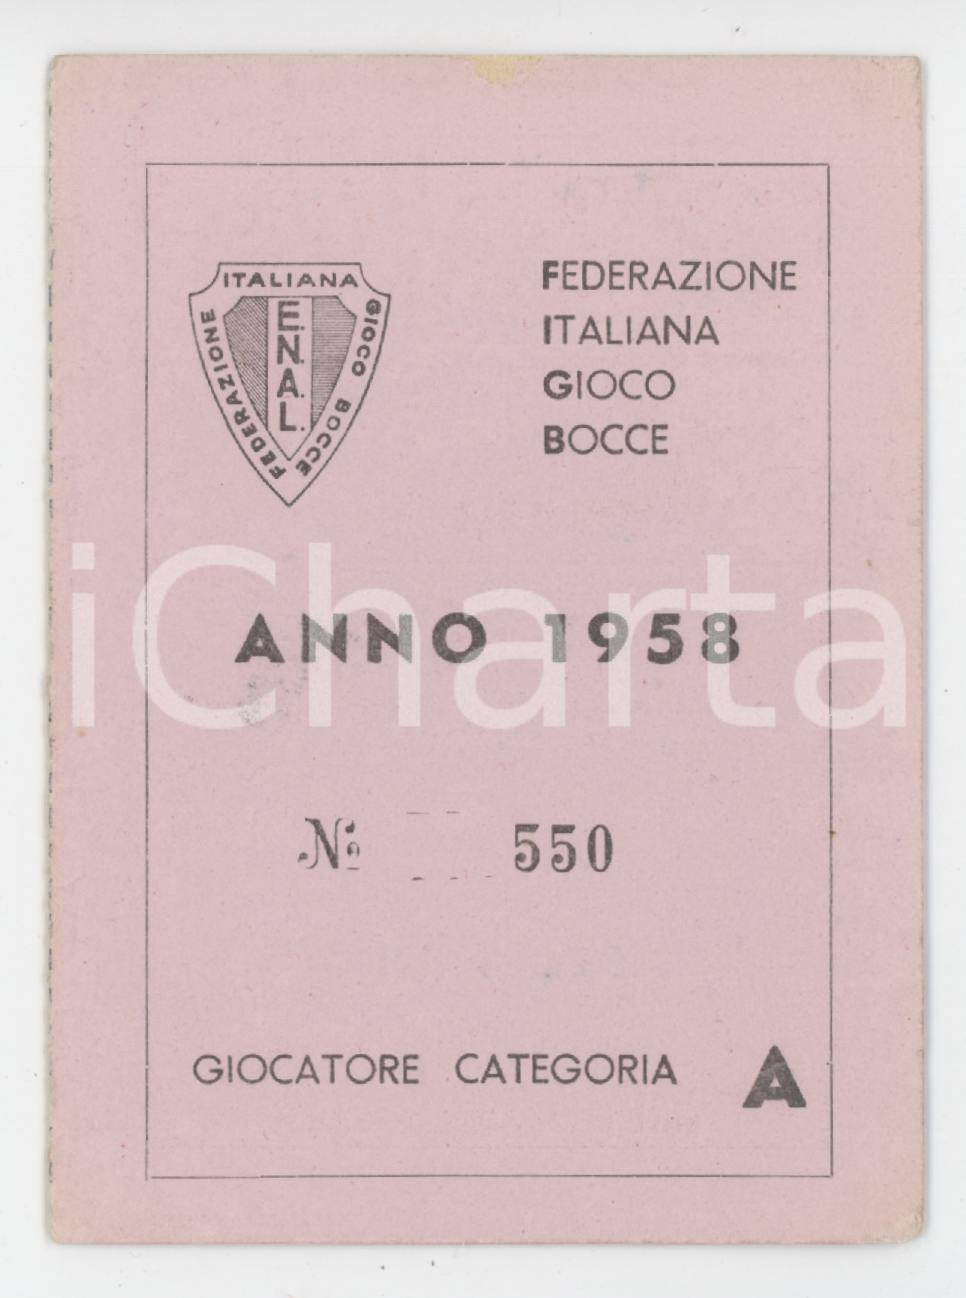 FEDERAZIONE ITALIANA GIOCO BOCCE
E.N.A.L.
FEDERAZIONE
ITALIANA
GIOCO
BOCCE
iCharta
ANNO 1958
Nº 550
GIOCATORE CATEGORIA A